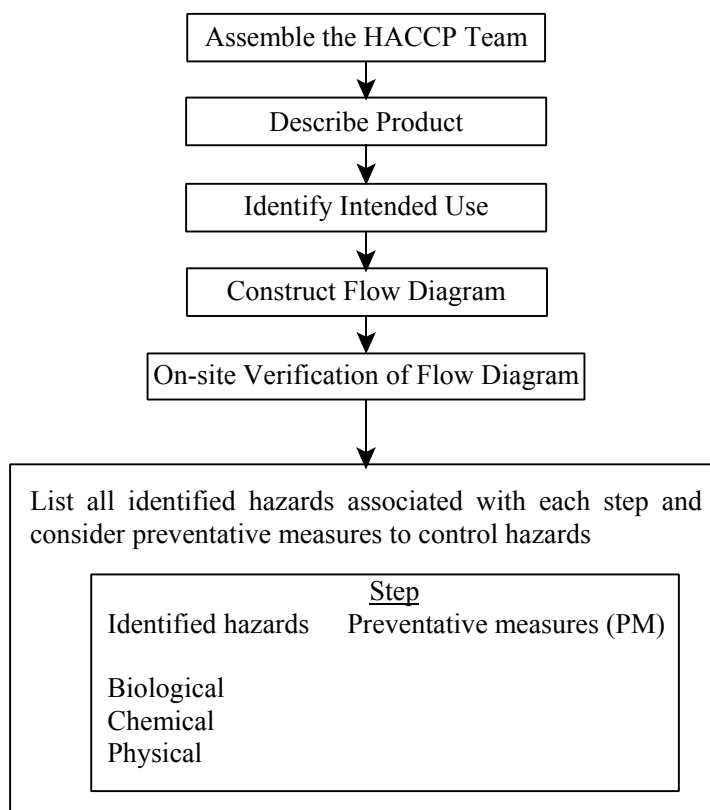 Assemble the HACCP Team
Describe Product
Identify Intended Use
Construct Flow Diagram
On-site Verification of Flow Diagram
List all identified hazards associated with each step and
consider preventative measures to control hazards
Step
Identified hazards Preventative measures (PM)
Biological
Chemical
Physical